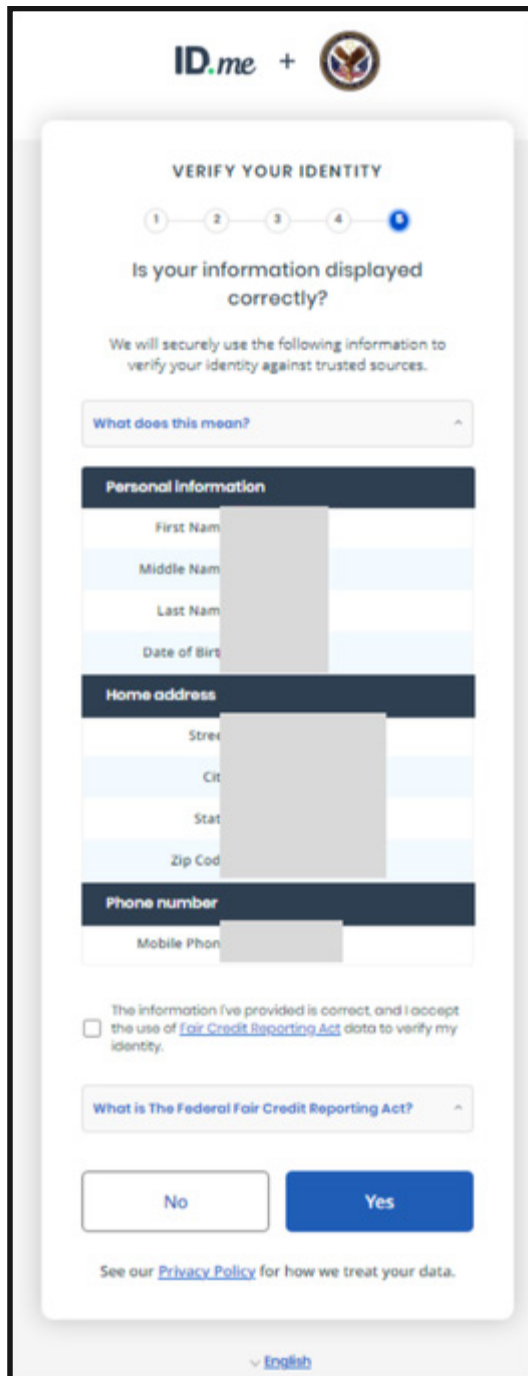 ID.me +
VERIFY YOUR IDENTITY
1 2 3 4 5
Is your information displayed
correctly?
We will securely use the following information to
verify your identity against trusted sources.
What does this mean?
Personal information
First Nam
Middle Nam
Last Nam
Date of Birt
Home address
Stree
Cit
Stat
Zip Cod
Phone number
Mobile Phon
The information I've provided is correct, and I accept
the use of Fair Credit Reporting Act data to verify my
identity.
What is The Federal Fair Credit Reporting Act?
No Yes
See our Privacy Policy for how we treat your data.
English